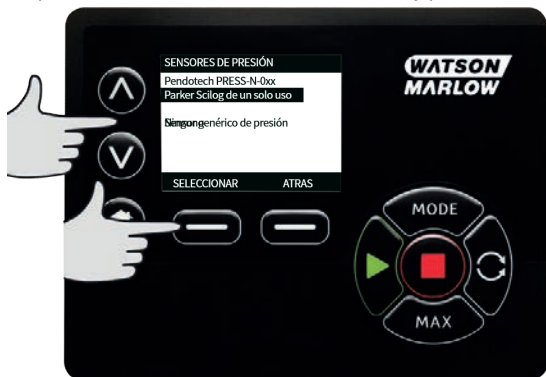 SENSORES DE PRESIÓN
Pendotech PRESS-N-0xx
Parker Scilog de un solo uso
genérico de presión
SELECCIONAR ATRAS
WATSON
MARLOW
MODE
MAX